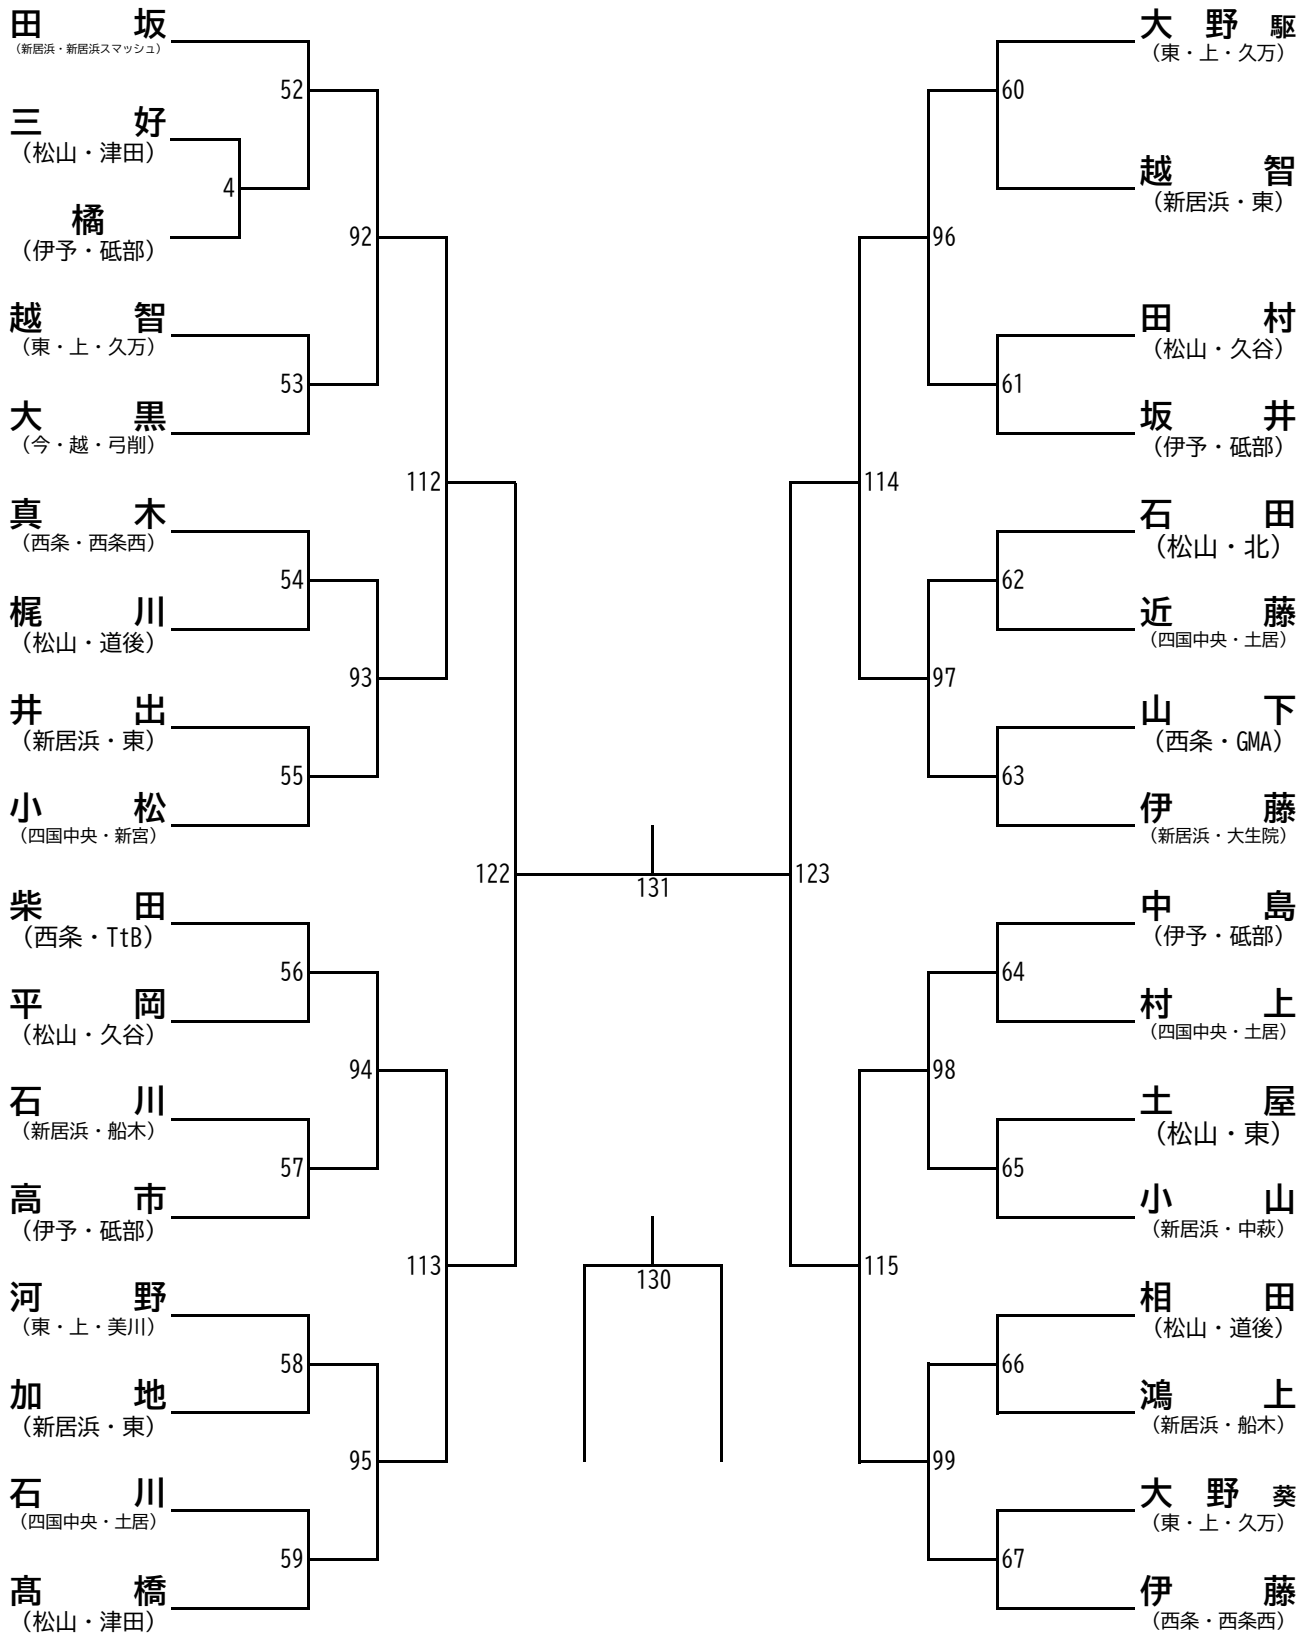 田 坂
（新居浜・新居浜スマッシュ）
三 好
（松山・津田）
橘
（伊予・砥部）
越 智
（東・上・久万）
大 黒
（今・越・弓削）
真 木
（西条・西条西）
梶 川
（松山・道後）
井 出
（新居浜・東）
小 松
（四国中央・新宮）
柴 田
（西条・TtB）
平 岡
（松山・久谷）
石 川
（新居浜・船木）
高 市
（伊予・砥部）
河 野
（東・上・美川）
加 地
（新居浜・東）
石 川
（四国中央・土居）
髙 橋
（松山・津田）
4
52
53
54
55
56
57
58
59
92
93
94
95
112
113
122
131
130
123
114
115
96
97
98
99
60
61
62
63
64
65
66
67
大 野 駆
（東・上・久万）
越 智
（新居浜・東）
田 村
（松山・久谷）
坂 井
（伊予・砥部）
石 田
（松山・北）
近 藤
（四国中央・土居）
山 下
（西条・GMA）
伊 藤
（新居浜・大生院）
中 島
（伊予・砥部）
村 上
（四国中央・土居）
土 屋
（松山・東）
小 山
（新居浜・中萩）
相 田
（松山・道後）
鴻 上
（新居浜・船木）
大 野 葵
（東・上・久万）
伊 藤
（西条・西条西）